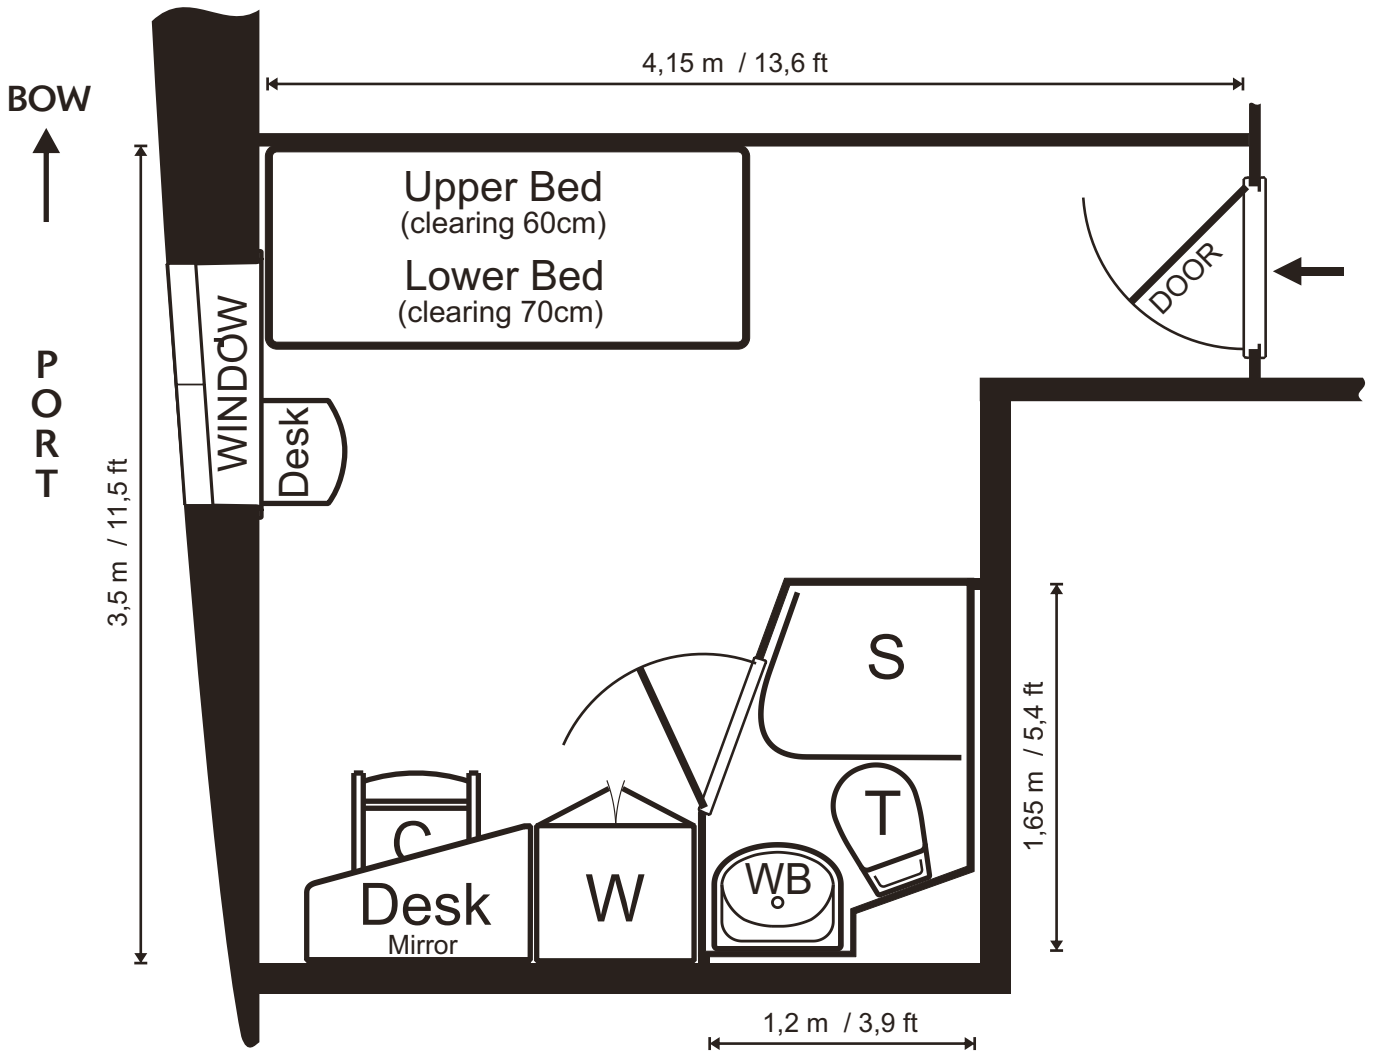 4,15 m / 13,6 ft
BOW
Upper Bed
(clearing 60cm)
Lower Bed
(clearing 70cm)
DOOR
WINDOW
PORT
Desk
3,5 m / 11,5 ft
S
1,65 m / 5,4 ft
T
C
WB
W
Desk
Mirror
1,2 m / 3,9 ft